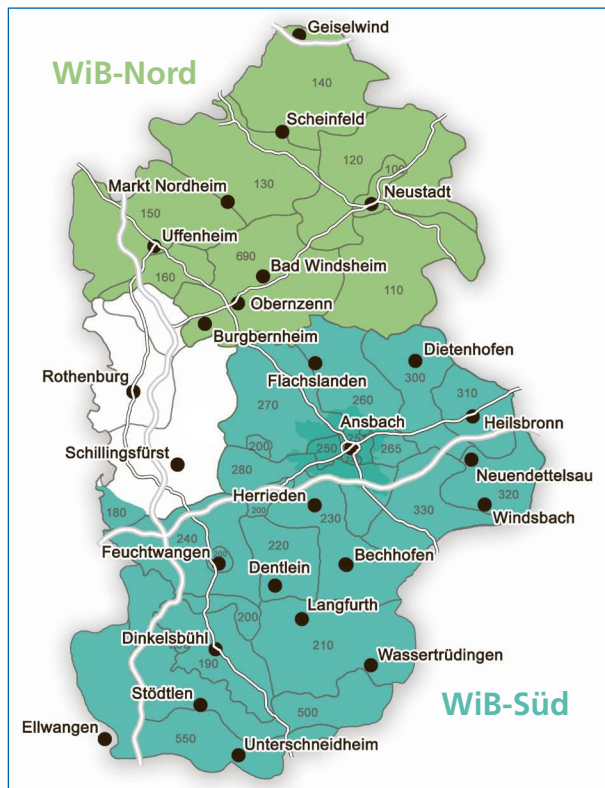 Geiselwind
WiB-Nord
140
Scheinfeld
120
100
Markt Nordheim
130
Neustadt
150
Uffenheim
690
160
Bad Windsheim
110
Obernzenn
Burgbernheim
Dietenhofen
Flachslanden
300
Rothenburg
260
310
270
Ansbach
Heilsbronn
200
250
265
Schillingsfürst
280
Neuendettelsau
Herrieden
320
200
180
230
330
Windsbach
240
Feuchtwangen
220
200
Bechhofen
Dentlein
200
Langfurth
Dinkelsbühl
210
190
Wassertrüdingen
Stödtlen
WiB-Süd
500
Ellwangen
550
Unterschneidheim